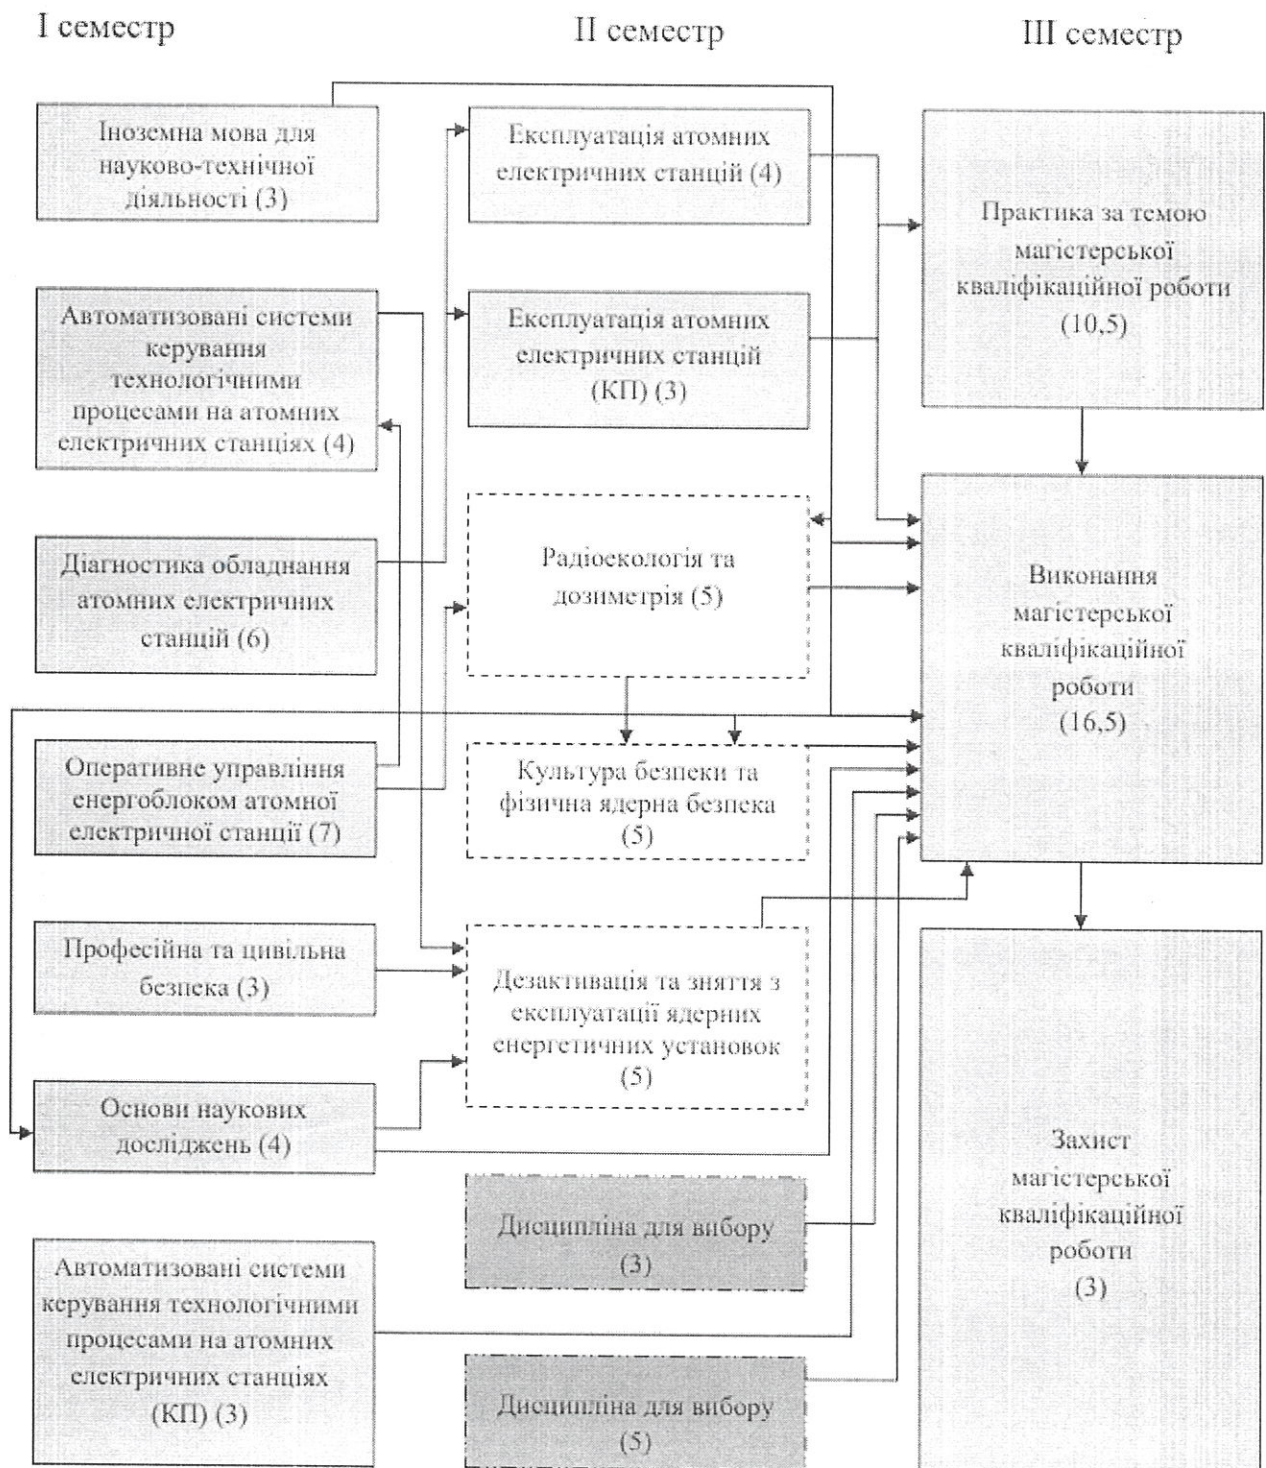 I семестр
II семестр
III семестр
Іноземна мова для
науково-технічної
діяльності (3)
Автоматизовані системи
керування
технологічними
процесами на атомних
електричних станціях (4)
Діагностика обладнання
атомних електричних
станцій (6)
Оперативне управління
енергоблоком атомної
електричної станції (7)
Професійна та цивільна
безпека (3)
Основи наукових
досліджень (4)
Автоматизовані системи
керування технологічними
процесами на атомних
електричних станціях
(КП) (3)
Експлуатація атомних
електричних станцій (4)
Експлуатація атомних
електричних станцій
(КП) (3)
Радіоекологія та
дозиметрія (5)
Культура безпеки та
фізична ядерна безпека
(5)
Дезактивація та зняття з
експлуатації ядерних
енергетичних установок
(5)
Дисципліна для вибору
(3)
Дисципліна для вибору
(5)
Практика за темою
магістерської
кваліфікаційної роботи
(10,5)
Виконання
магістерської
кваліфікаційної
роботи
(16,5)
Захист
магістерської
кваліфікаційної
роботи
(3)